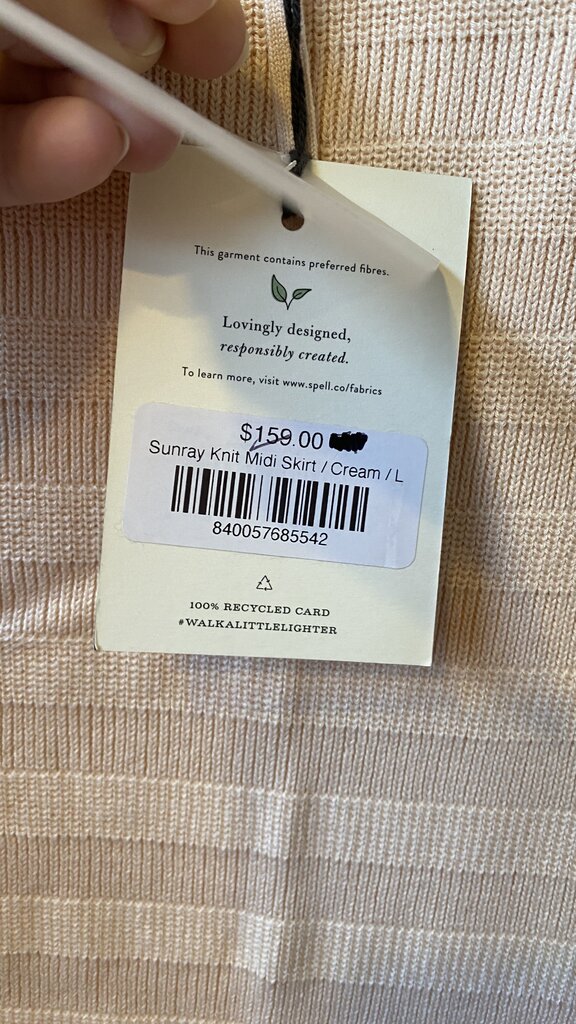 This garment contains preferred fibres.
Lovingly designed,
responsibly created.
To learn more, visit www.spell.co/fabrics
$159.00
Sunray Knit Midi Skirt / Cream / L
840057685542
100% RECYCLED CARD
#WALKALITTLELIGHTER